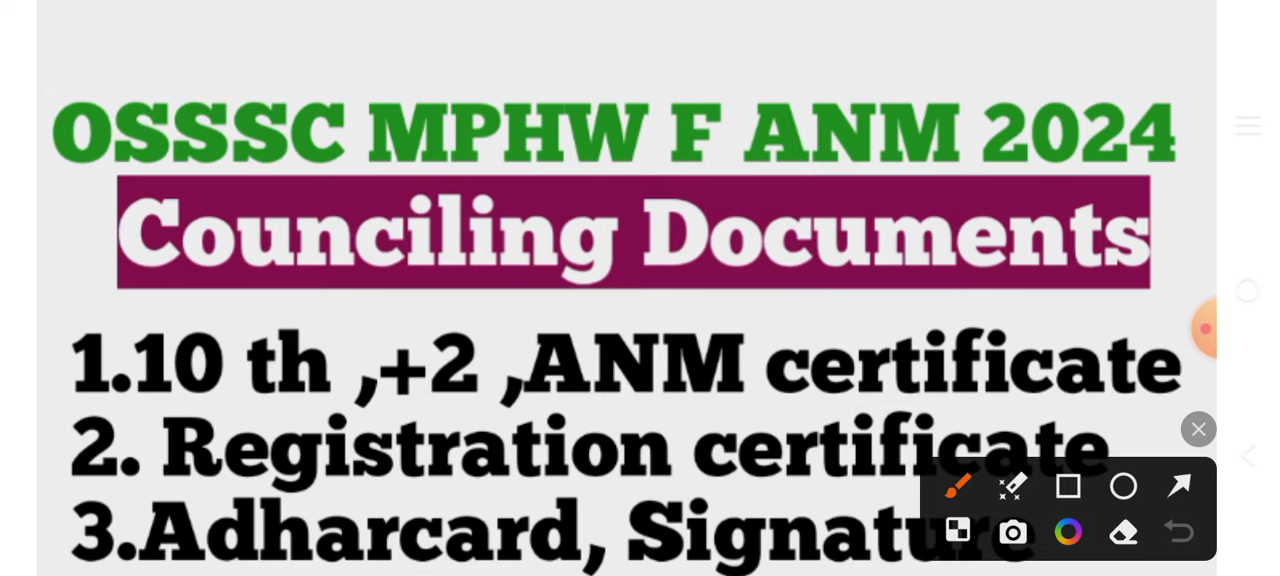 OSSSC MPHW F ANM 2024
Counciling Documents
1.10 th ,+2 ,ANM certificate
2. Registration certificate
3.Adharcard, Signature